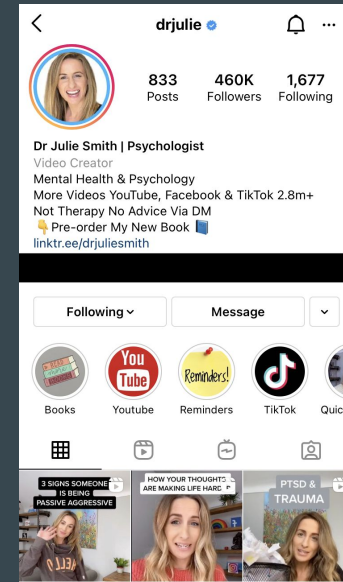 drjulie
833 460K 1,677
Posts Followers Following
Dr Julie Smith | Psychologist
Video Creator
Mental Health & Psychology
More Videos YouTube, Facebook & TikTok 2.8m+
Not Therapy No Advice Via DM
👇Pre-order My New Book 📘
linktr.ee/drjuliesmith
Following Message
You
Tube
Reminders!
Books Youtube Reminders TikTok Quic
3 SIGNS SOMEONE
IS BEING
PASSIVE AGGRESSIVE
HOW YOUR THOUGHTS
ARE MAKING LIFE HARD
PTSD &
TRAUMA